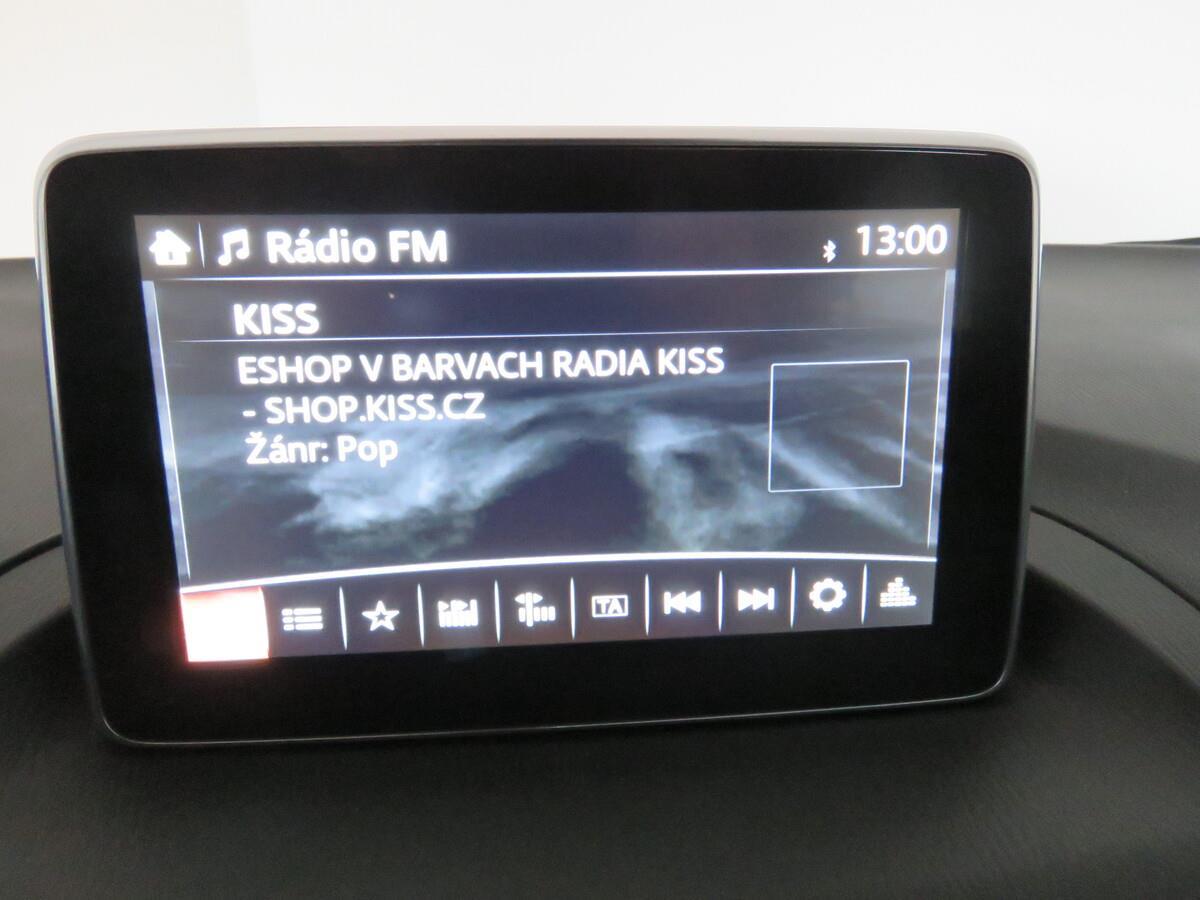 Rádio FM
13:00
KISS
ESHOP V BARVACH RADIA KISS
- SHOP.KISS.CZ
Žánr: Pop
TA